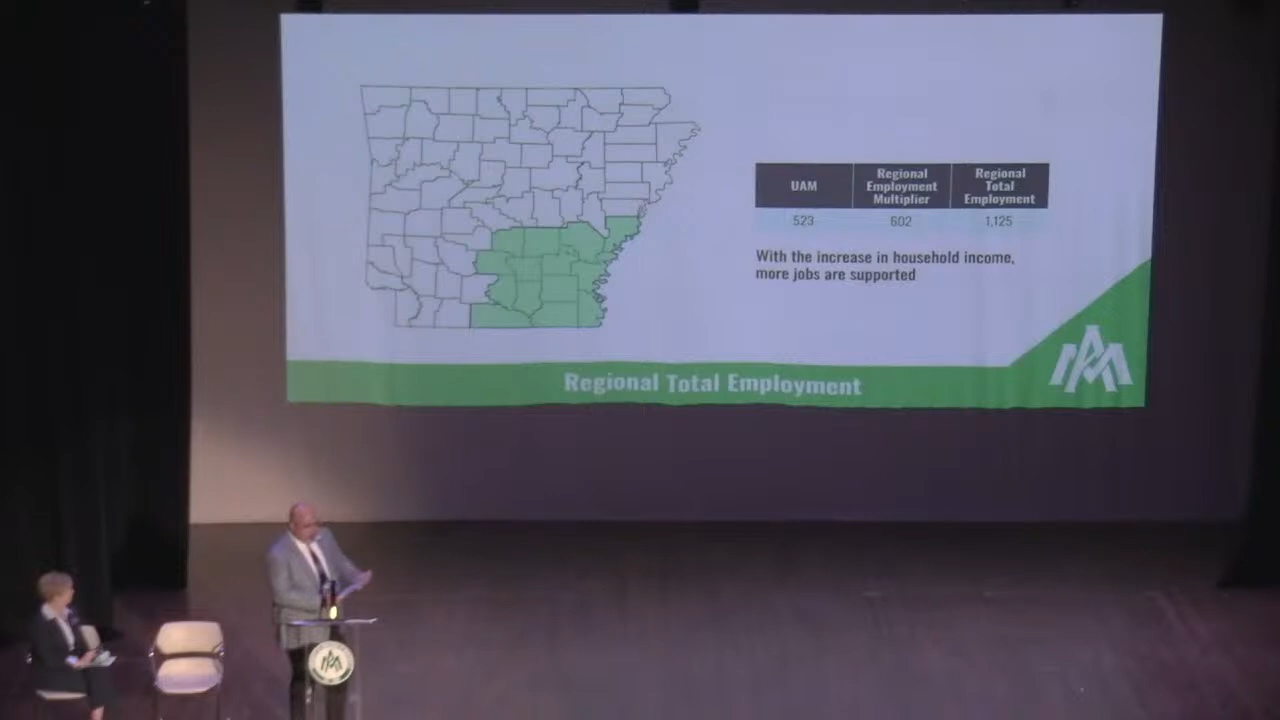 UAM
Regional
Employment
Multiplier
Regional
Total
Employment
523
602
1,125
With the increase in household income,
more jobs are supported
Regional Total Employment